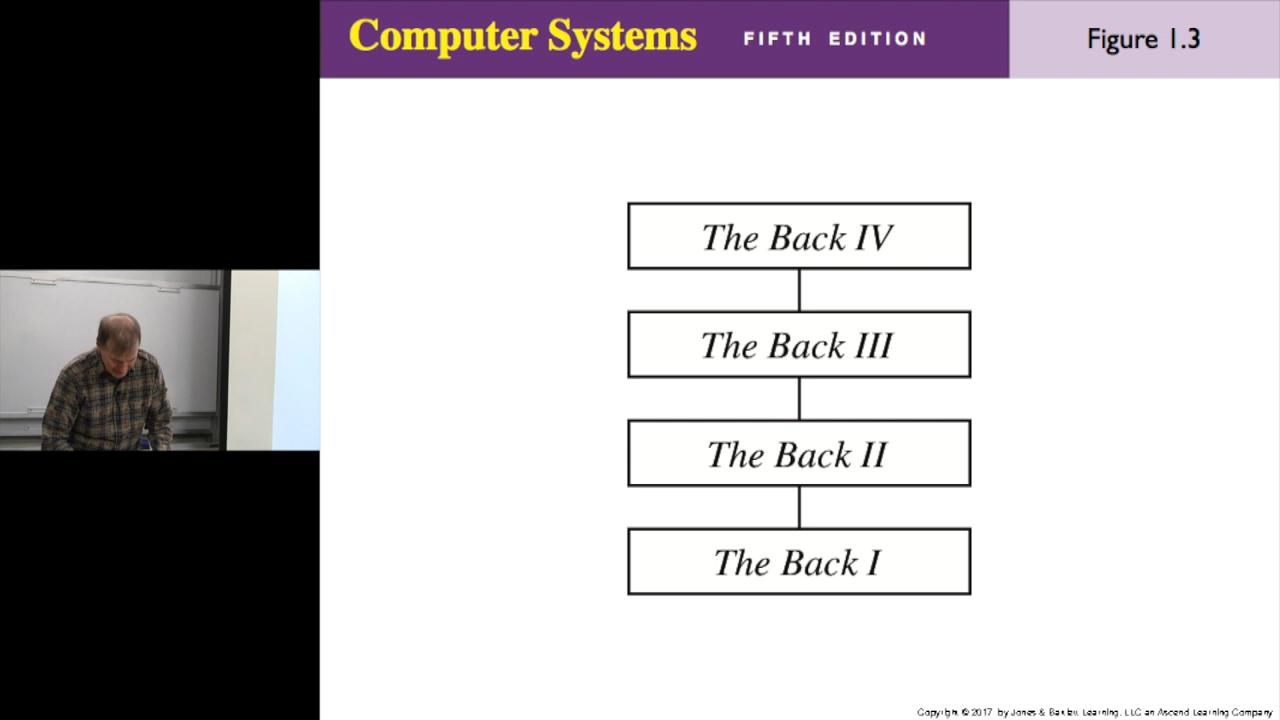 Computer Systems FIFTH EDITION Figure 1.3
The Back IV
The Back III
The Back II
The Back I
Copyright © 2017 by Jones & Bartlett Learning, LLC an Ascend Learning Company